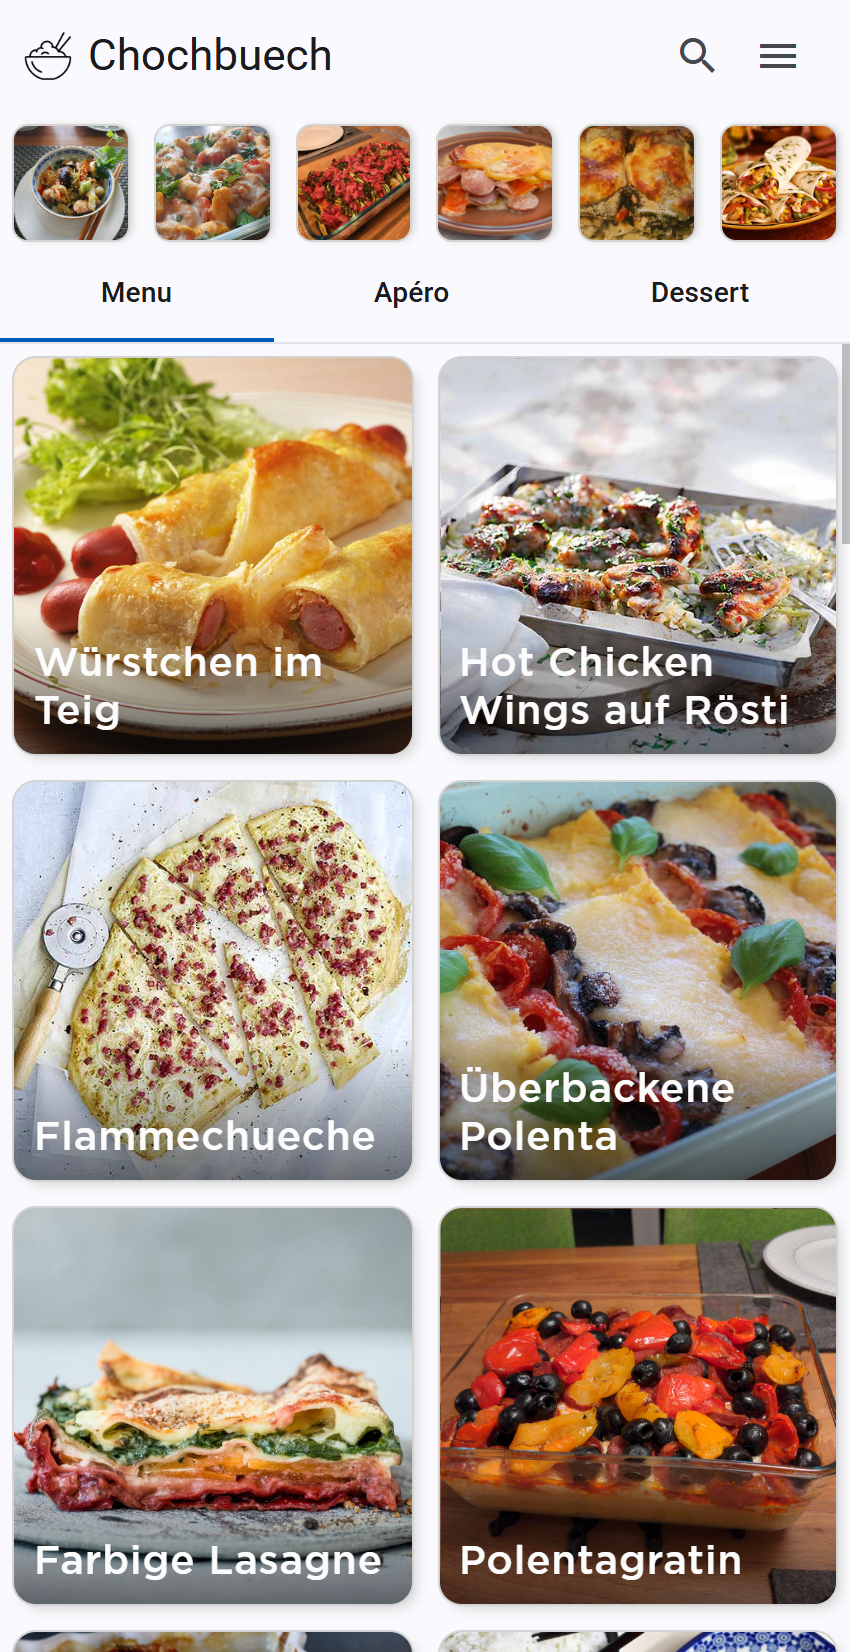 Chochbuech
Menu
Apéro
Dessert
Würstchen im
Teig
Hot Chicken
Wings auf Rösti
Flammechueche
Überbackene
Polenta
Farbige Lasagne
Polentagratin